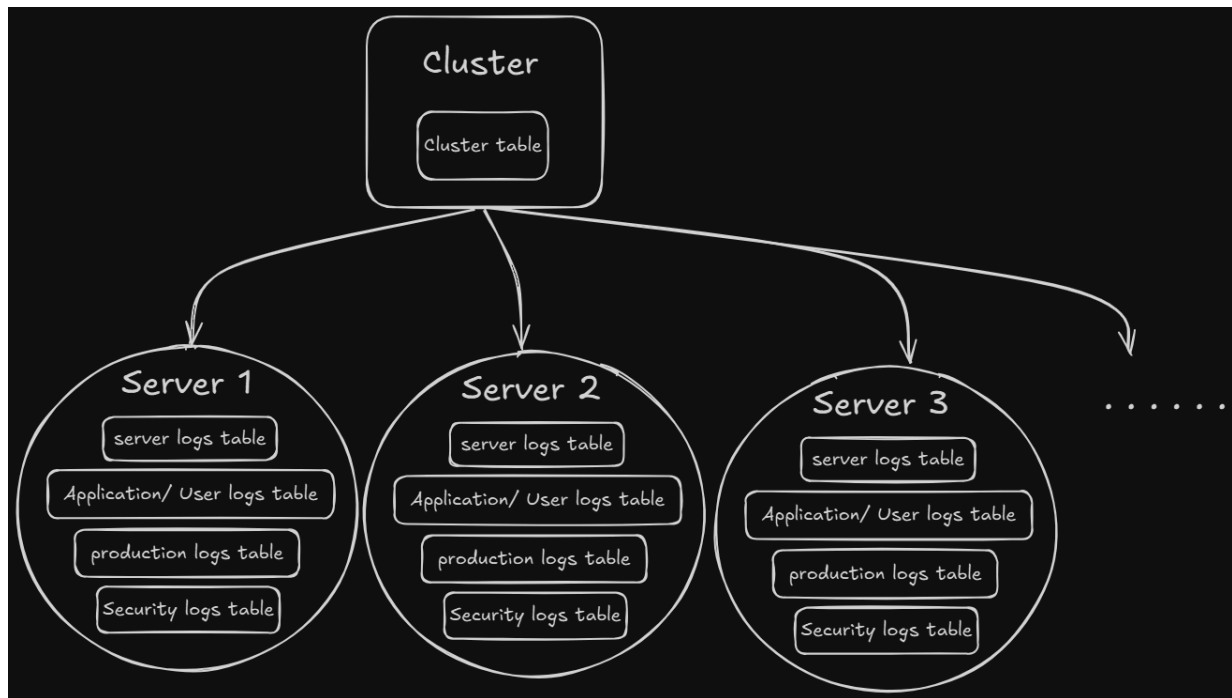 Cluster
Cluster table
Server 1
server logs table
Application/ User logs table
production logs table
Security logs table
Server 2
server logs table
Application/ User logs table
production logs table
Security logs table
Server 3
server logs table
Application/ User logs table
production logs table
Security logs table
......